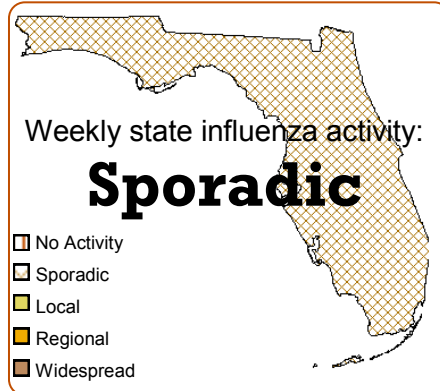 Weekly state influenza activity:
Sporadic
No Activity
Sporadic
Local
Regional
Widespread